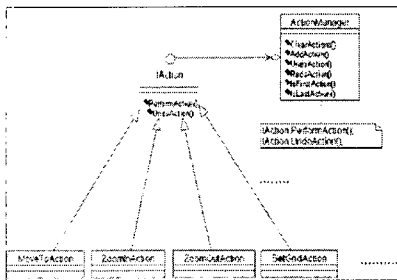 ActionManager
ClearActions()
AddAction()
UndoAction()
RedoAction()
IsFirstAction()
IsLastAction()
IAction
PerformAction()
UndoAction()
IAction.PerformAction();
IAction.UndoAction();
MoveToAction
ZoomInAction
ZoomOutAction
SetGridAction